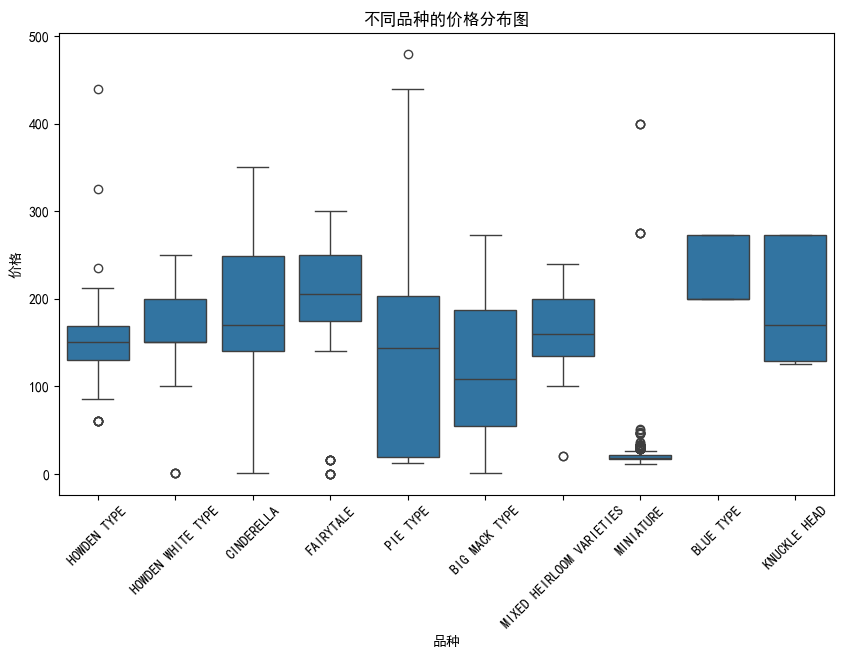 不同品种的价格分布图
价格
500
400
300
200
100
0
HOWDEN TYPE
HOWDEN WHITE TYPE
CINDERELLA
FAIRYTALE
PIE TYPE
BIG MACK TYPE
MIXED HEIRLOOM VARIETIES
MINIATURE
BLUE TYPE
KNUCKLE HEAD
品种